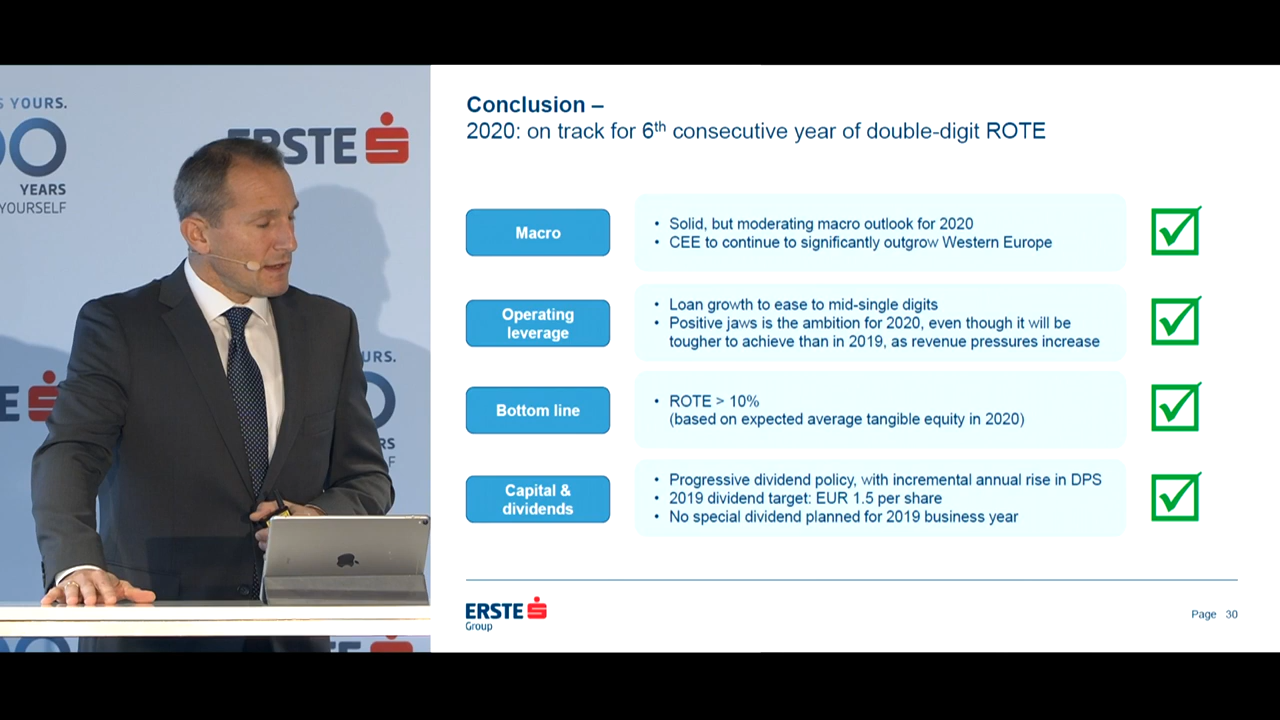 S YOURS.
00
YEARS
YOURSELF
ERSTE
E
URS.
0
RS
F
ERSTE
Conclusion –
2020: on track for 6th consecutive year of double-digit ROTE
Macro
• Solid, but moderating macro outlook for 2020
• CEE to continue to significantly outgrow Western Europe
Operating
leverage
• Loan growth to ease to mid-single digits
• Positive jaws is the ambition for 2020, even though it will be
tougher to achieve than in 2019, as revenue pressures increase
Bottom line
• ROTE > 10%
(based on expected average tangible equity in 2020)
Capital &
dividends
• Progressive dividend policy, with incremental annual rise in DPS
• 2019 dividend target: EUR 1.5 per share
• No special dividend planned for 2019 business year
ERSTE
Group
Page 30